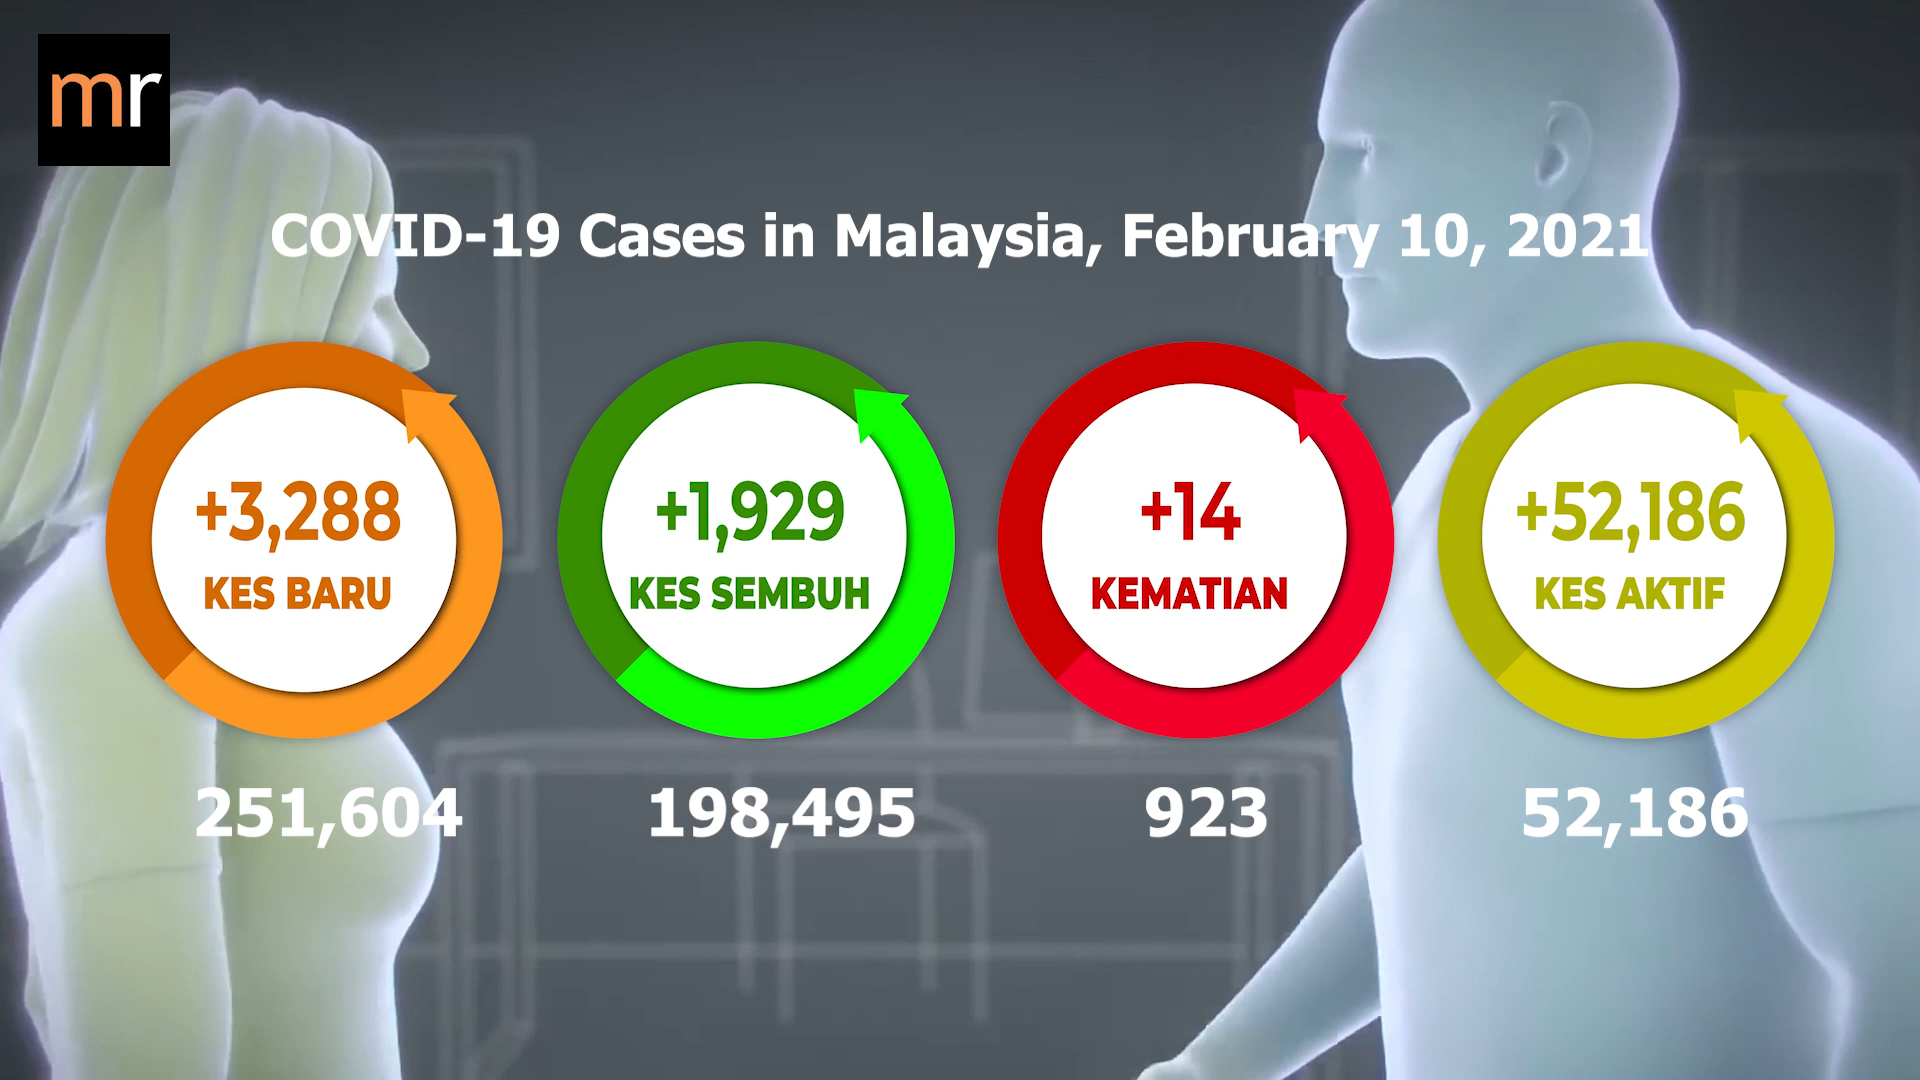 mr
COVID-19 Cases in Malaysia, February 10, 2021
+3,288
KES BARU
251,604
+1,929
KES SEMBUH
198,495
+14
KEMATIAN
923
+52,186
KES AKTIF
52,186